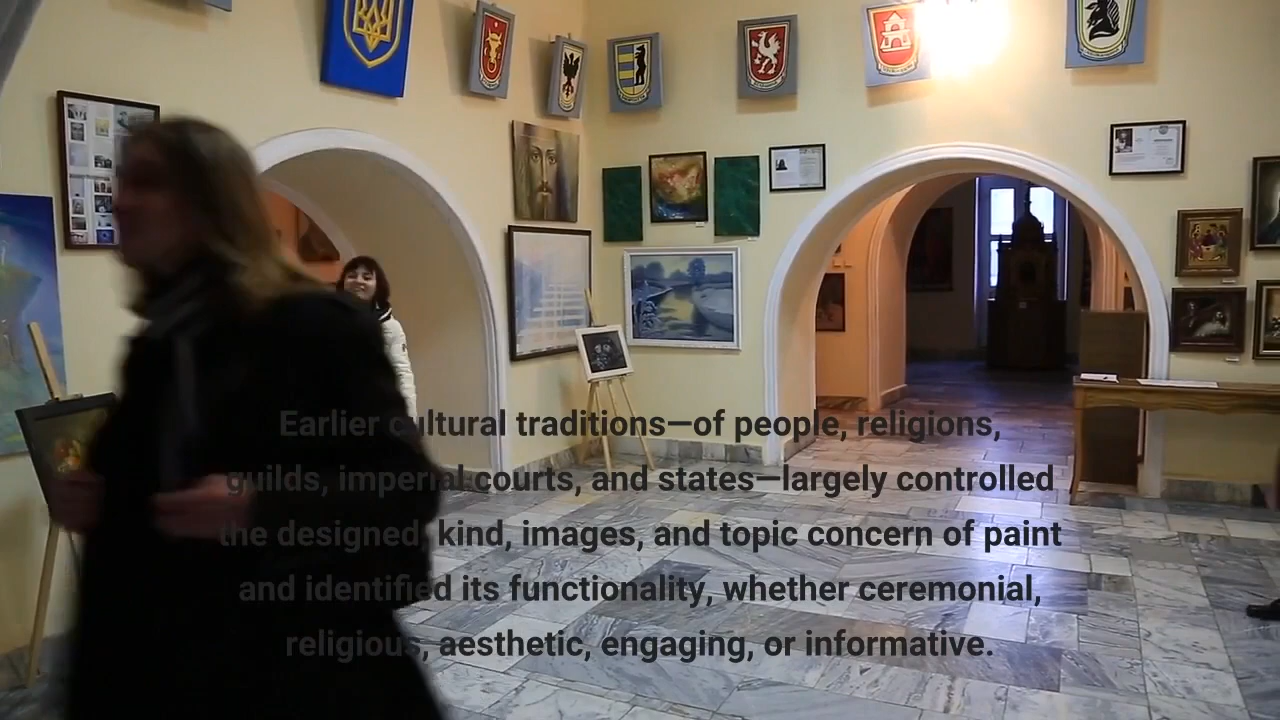 Earlier cultural traditions—of people, religions,
guilds, imperial courts, and states—largely controlled
the designed, kind, images, and topic concern of paint
and identified its functionality, whether ceremonial,
religious, aesthetic, engaging, or informative.